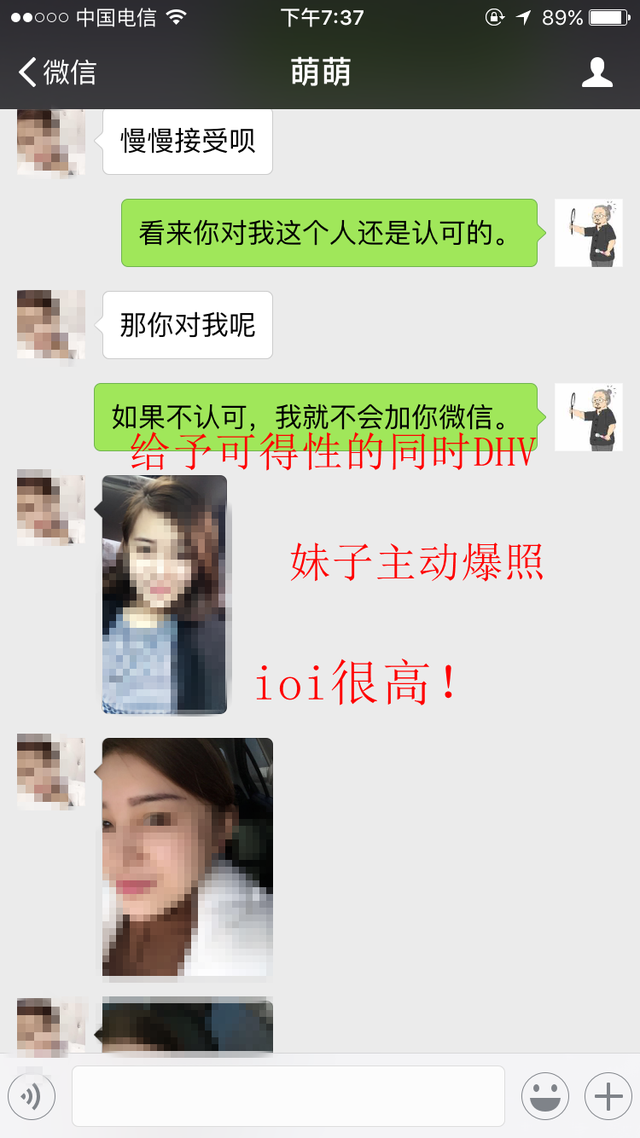 中国电信 下午7:37 89%
微信 萌萌
慢慢接受呗
看来你对我这个人还是认可的。
那你对我呢
如果不认可，我就不会加你微信。
给予可得性的同时DHV
妹子主动爆照
ioi很高！